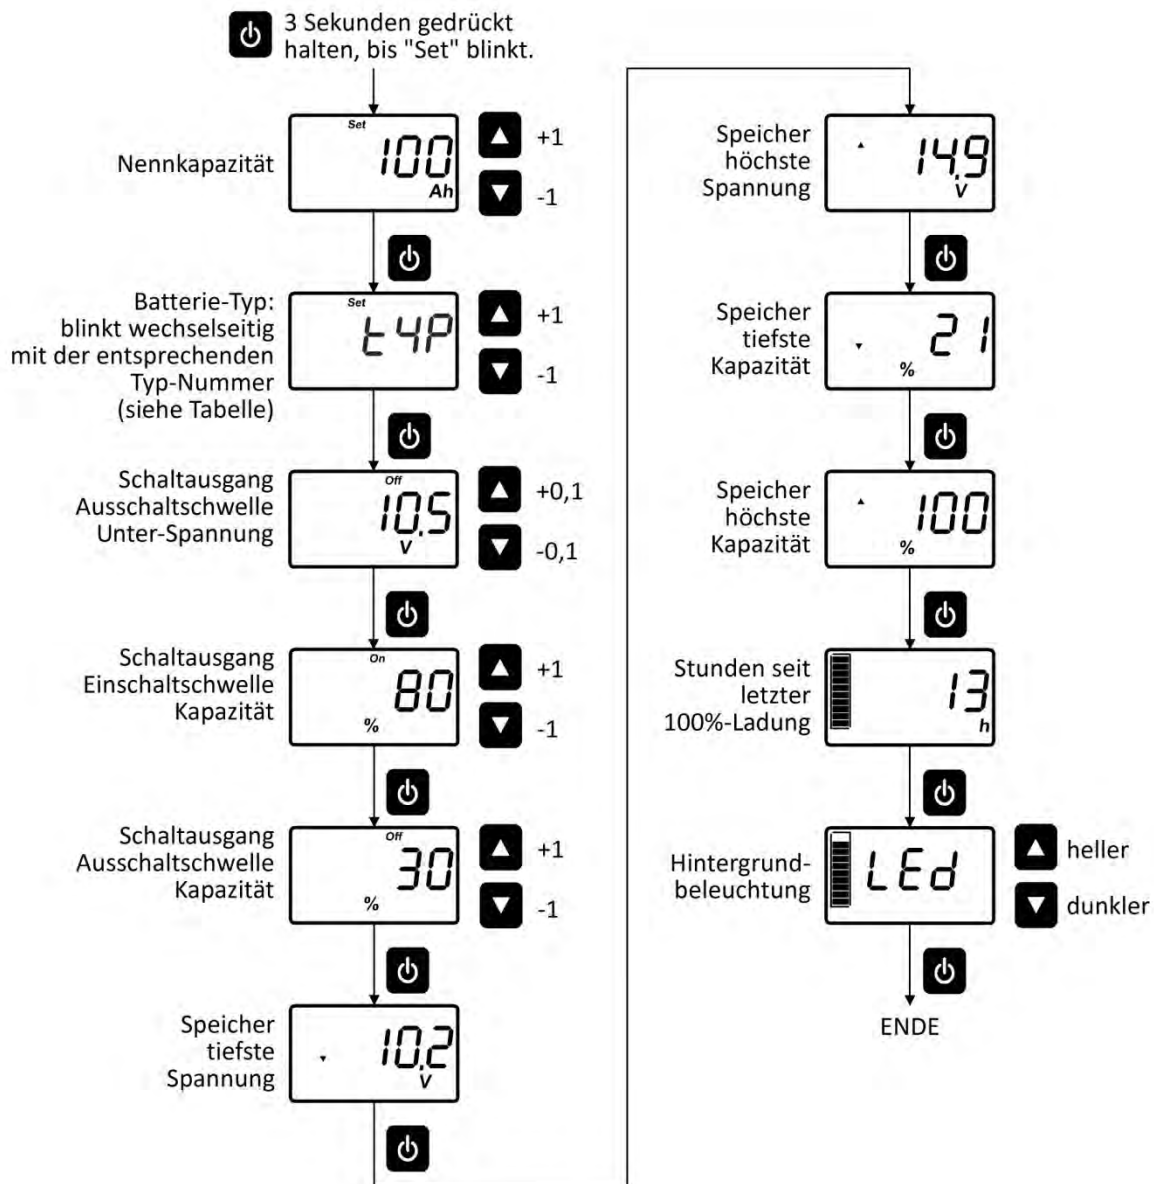 3 Sekunden gedrückt
halten, bis "Set" blinkt.
Nennkapazität
Set
100
Ah
+1
-1
Batterie-Typ:
blinkt wechselseitig
mit der entsprechenden
Typ-Nummer
(siehe Tabelle)
Set
tYP
+1
-1
Schaltausgang
Ausschaltschwelle
Unter-Spannung
Off
10.5
V
+0,1
-0,1
Schaltausgang
Einschaltschwelle
Kapazität
On
80
%
+1
-1
Schaltausgang
Ausschaltschwelle
Kapazität
Off
30
%
+1
-1
Speicher
tiefste
Spannung
10.2
V
Speicher
höchste
Spannung
14.9
V
Speicher
tiefste
Kapazität
21
%
Speicher
höchste
Kapazität
100
%
Stunden seit
letzter
100%-Ladung
13
h
Hintergrund-
beleuchtung
LEd
heller
dunkler
ENDE